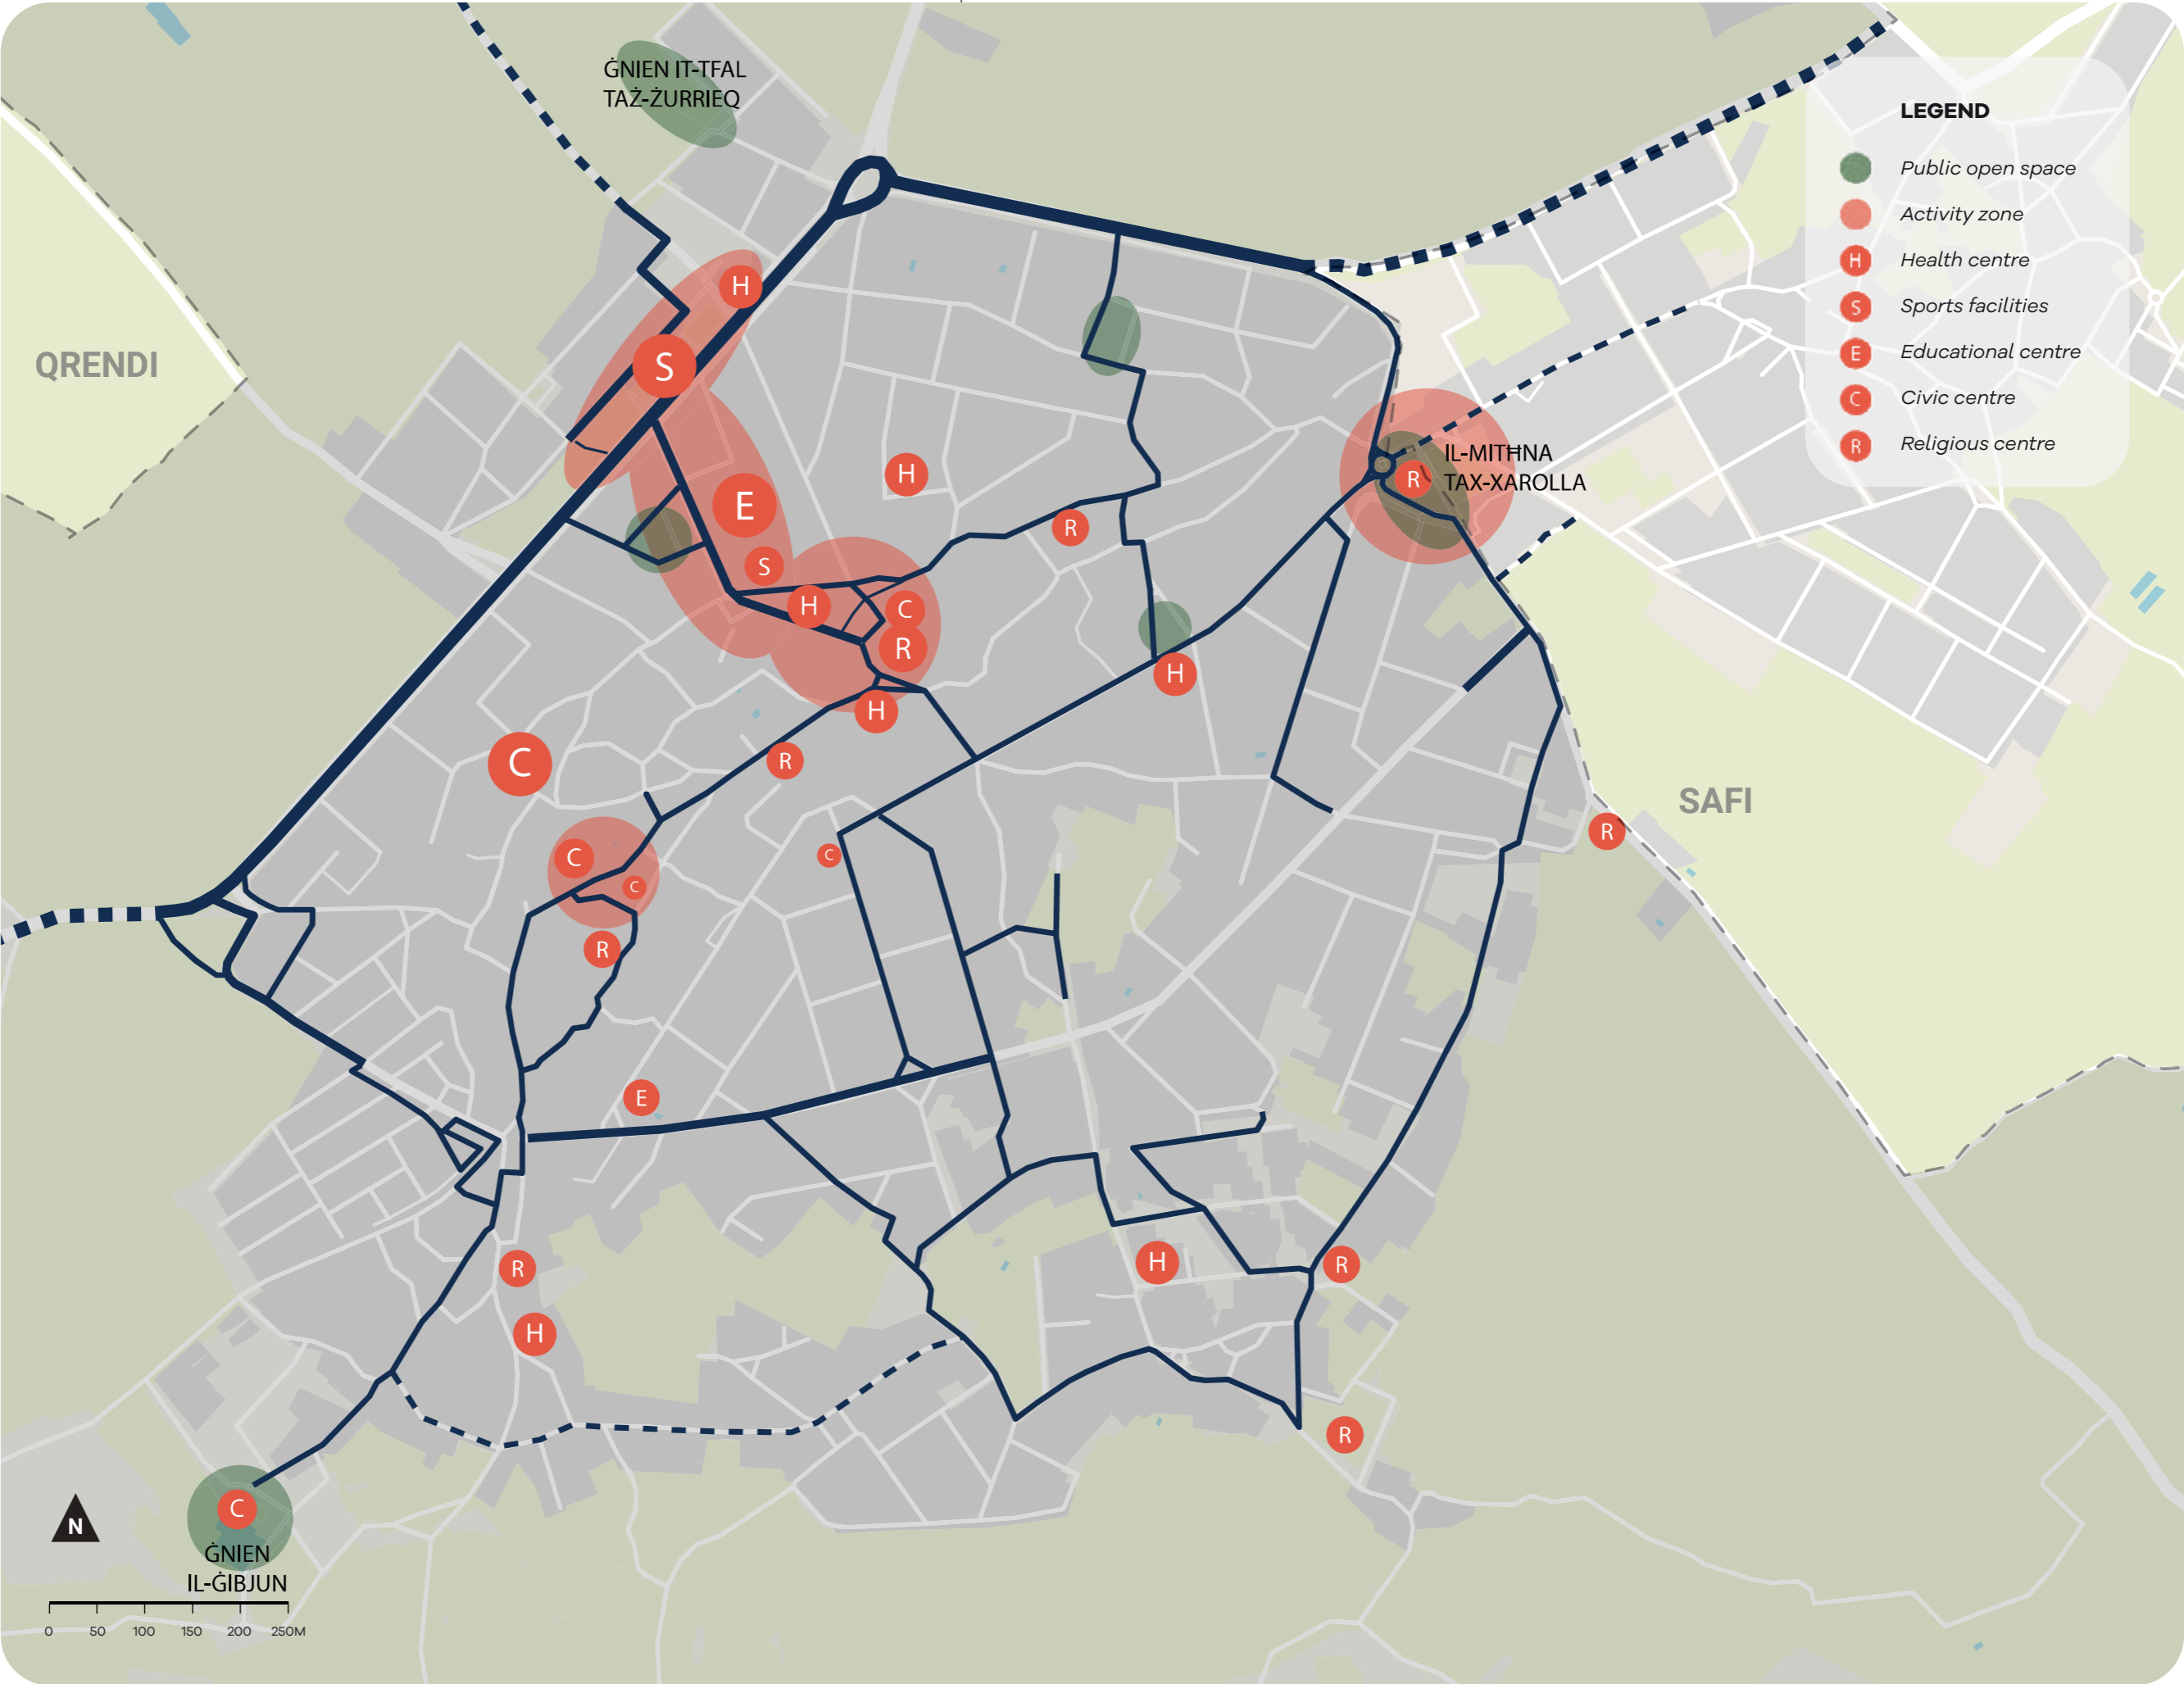 ĠNIEN IT-TFAL
TAŻ-ŻURRIEQ
LEGEND
Public open space
Activity zone
H Health centre
S Sports facilities
E Educational centre
C Civic centre
R Religious centre
H
QRENDI
S
IL-MITĦNA
TAX-XAROLLA
R
H
E
R
S
H
C
R
H
H
R
C
SAFI
R
C
C
C
R
E
R
H
R
H
R
C
N
ĠNIEN
IL-ĠIBJUN
0 50 100 150 200 250M